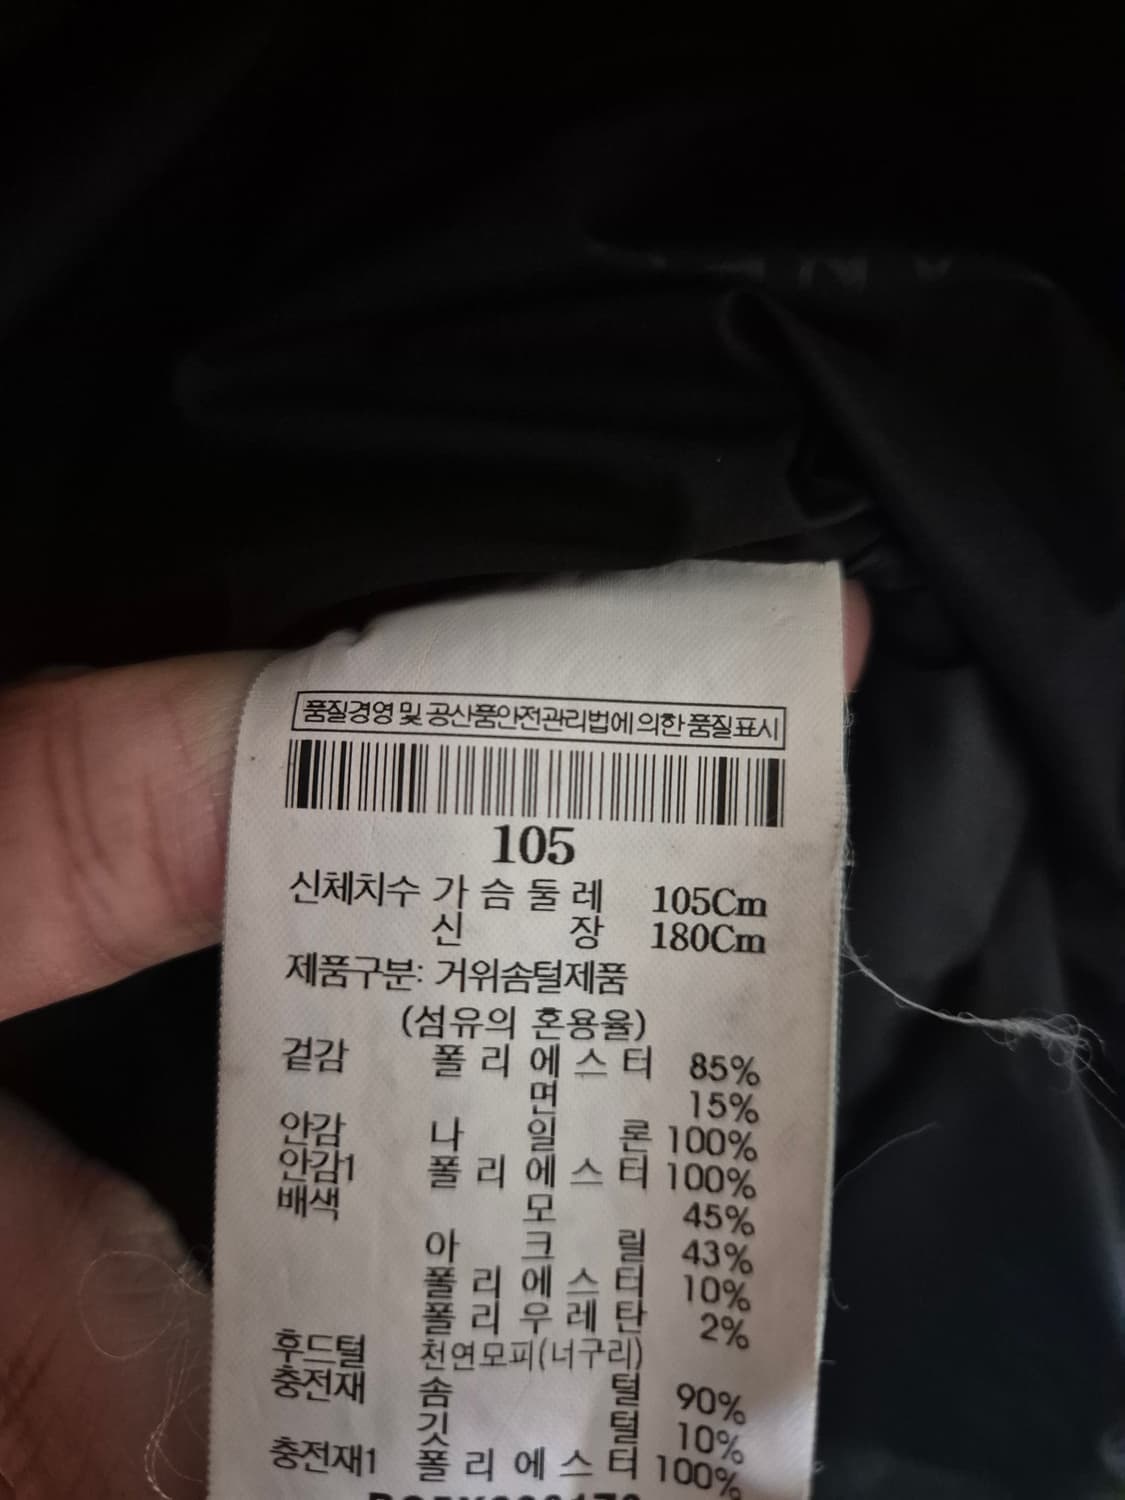 품질경영 및 공산품안전관리법에 의한 품질표시
105
신체치수 가슴둘레 105Cm
신장 180Cm
제품구분: 거위솜털제품
(섬유의 혼용율)
겉감 폴리에스터 85%
면 15%
안감 나일론 100%
안감1 폴리에스터 100%
배색 모 45%
아크릴 43%
폴리에스터 10%
폴리우레탄 2%
후드털 천연모피(너구리)
충전재 솜털 90%
깃털 10%
충전재1 폴리에스터 100%